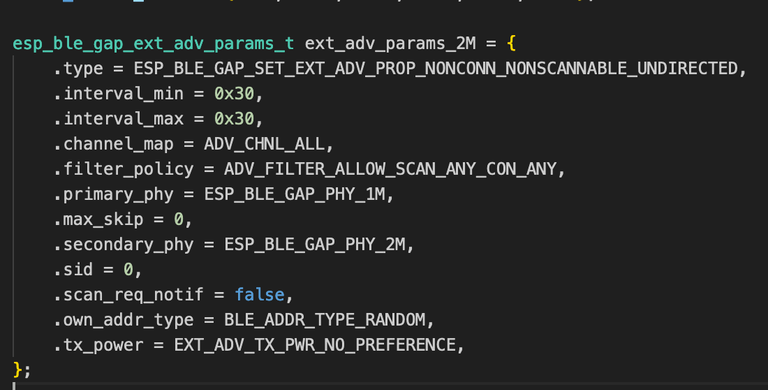 esp_ble_gap_ext_adv_params_t ext_adv_params_2M = {
.type = ESP_BLE_GAP_SET_EXT_ADV_PROP_NONCONN_NONSCANNABLE_UNDIRECTED,
.interval_min = 0x30,
.interval_max = 0x30,
.channel_map = ADV_CHNL_ALL,
.filter_policy = ADV_FILTER_ALLOW_SCAN_ANY_CON_ANY,
.primary_phy = ESP_BLE_GAP_PHY_1M,
.max_skip = 0,
.secondary_phy = ESP_BLE_GAP_PHY_2M,
.sid = 0,
.scan_req_notif = false,
.own_addr_type = BLE_ADDR_TYPE_RANDOM,
.tx_power = EXT_ADV_TX_PWR_NO_PREFERENCE,
};